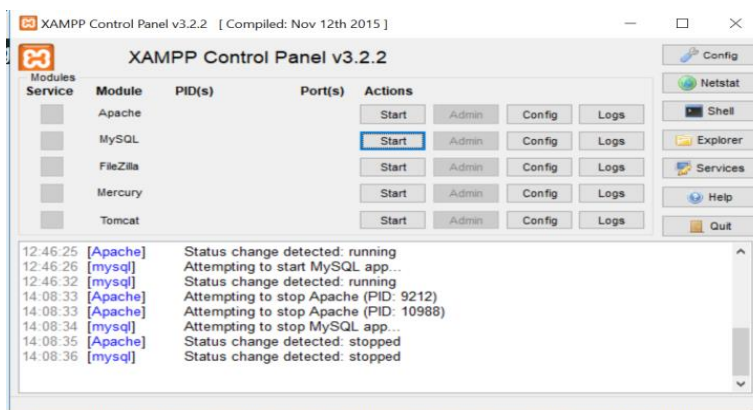 XAMPP Control Panel v3.2.2 [ Compiled: Nov 12th 2015 ]
XAMPP Control Panel v3.2.2
Config
Modules
Service Module PID(s) Port(s) Actions
Netstat
Apache Start Admin Config Logs
Shell
MySQL Start Admin Config Logs
Explorer
FileZilla Start Admin Config Logs
Services
Mercury Start Admin Config Logs
Help
Tomcat Start Admin Config Logs
Quit
12:46:25 [Apache] Status change detected: running
12:46:26 [mysql] Attempting to start MySQL app...
12:46:32 [mysql] Status change detected: running
14:08:33 [Apache] Attempting to stop Apache (PID: 9212)
14:08:33 [Apache] Attempting to stop Apache (PID: 10988)
14:08:34 [mysql] Attempting to stop MySQL app...
14:08:35 [Apache] Status change detected: stopped
14:08:36 [mysql] Status change detected: stopped